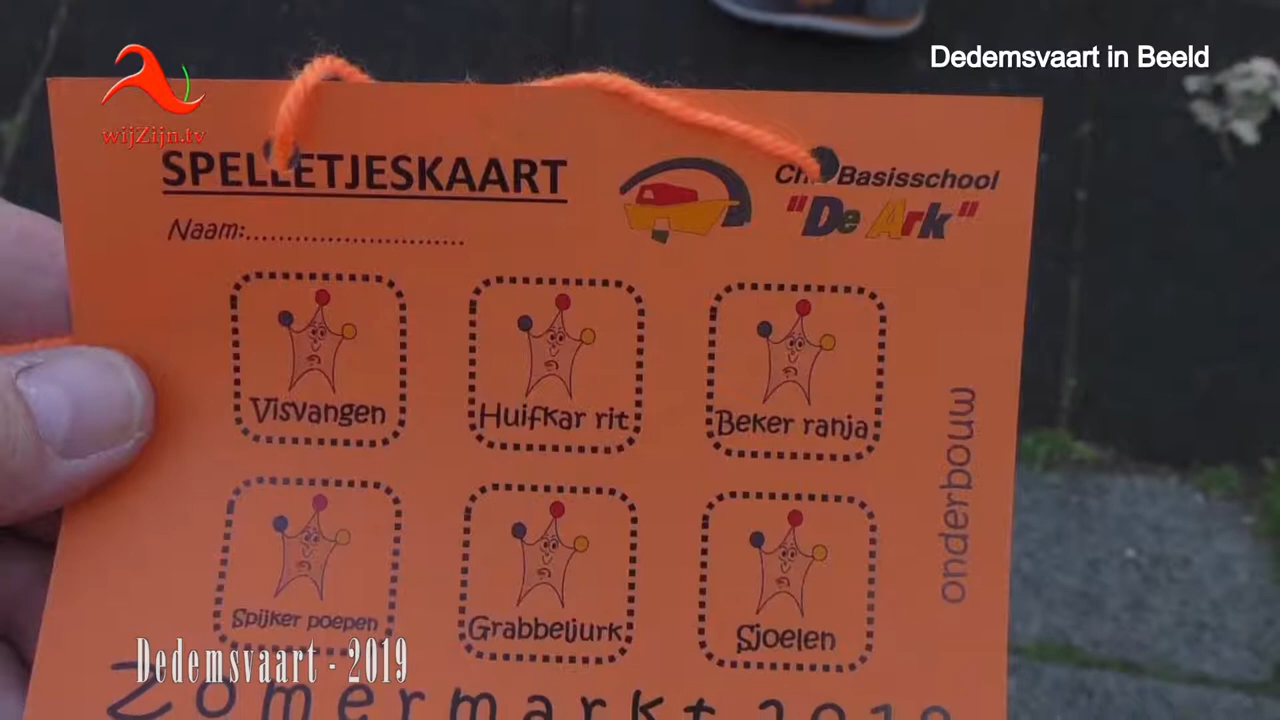 Dedemsvaart in Beeld
wijZijn.tv
SPELLETJESKAART
Basisschool
"De Ark"
Naam:...........................
Visvangen
Huifkar rit
Beker ranja
onderbouw
Spijker poepen
Grabbeljurk
Sjoelen
Dedemsvaart - 2019
Zomermarkt